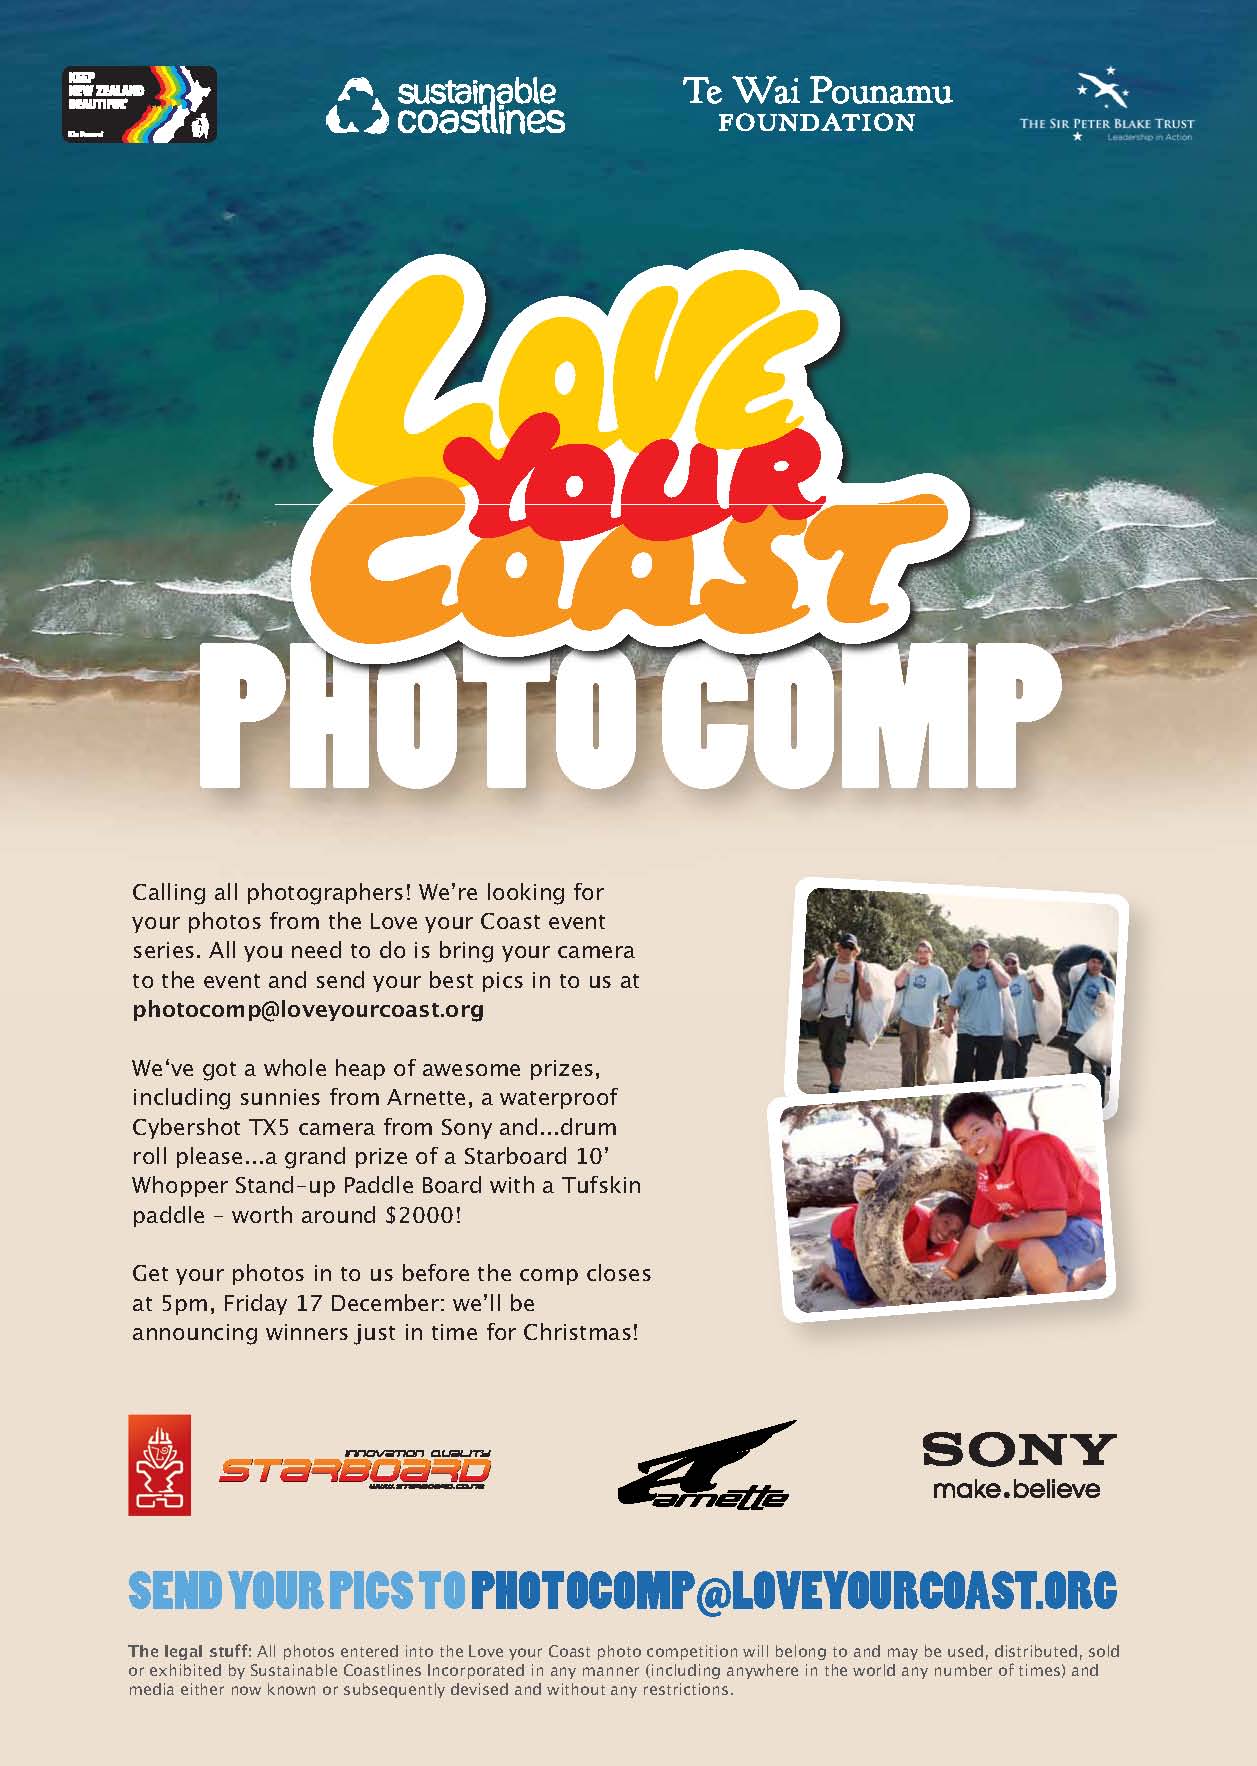 KEEP
NEW ZEALAND
BEAUTIFUL
sustainable
coastlines
Te Wai Pounamu
FOUNDATION
THE SIR PETER BLAKE TRUST
Leadership in Action
LOVE
YOUR
COAST
PHOTO COMP
Calling all photographers! We’re looking for
your photos from the Love your Coast event
series. All you need to do is bring your camera
to the event and send your best pics in to us at
photocomp@loveyourcoast.org
We‘ve got a whole heap of awesome prizes,
including sunnies from Arnette, a waterproof
Cybershot TX5 camera from Sony and...drum
roll please...a grand prize of a Starboard 10’
Whopper Stand-up Paddle Board with a Tufskin
paddle - worth around $2000!
Get your photos in to us before the comp closes
at 5pm, Friday 17 December: we’ll be
announcing winners just in time for Christmas!
INNOVATION QUALITY
STARBOARD
WWW.STARBOARD.CO.NZ
arnette
SONY
make.believe
SEND YOUR PICS TO PHOTOCOMP@LOVEYOURCOAST.ORG
The legal stuff: All photos entered into the Love your Coast photo competition will belong to and may be used, distributed, sold
or exhibited by Sustainable Coastlines Incorporated in any manner (including anywhere in the world any number of times) and
media either now known or subsequently devised and without any restrictions.